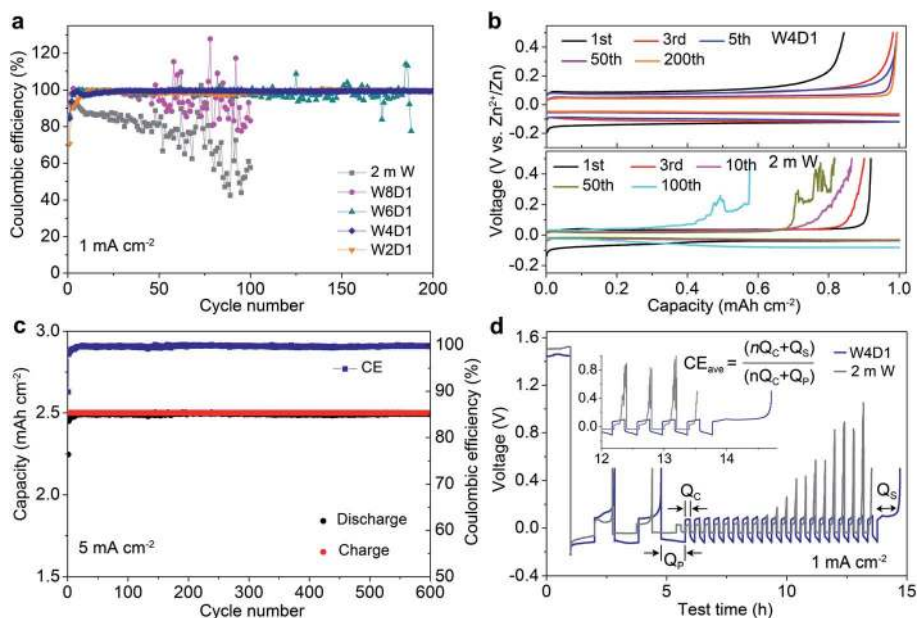 a
Coulombic efficiency (%)
120
100
80
60
40
20
0
0 50 100 150 200
Cycle number
2 m W
W8D1
W6D1
W4D1
W2D1
1 mA cm⁻²
b
Voltage (V vs. Zn²⁺/Zn)
0.4
0.2
0.0
-0.2
1st 3rd 5th W4D1
50th 200th
0.4
0.2
0.0
-0.2
1st 3rd 10th 2 m W
50th 100th
0.0 0.2 0.4 0.6 0.8 1.0
Capacity (mAh cm⁻²)
c
Capacity (mAh cm⁻²)
3.0
2.5
2.0
1.5
CE
Discharge
Charge
5 mA cm⁻²
100
90
80
70
60
50
Coulombic efficiency (%)
0 100 200 300 400 500 600
Cycle number
d
Voltage (V)
1.6
1.2
0.8
0.4
0.0
-0.4
W4D1
2 m W
CEave = (nQC+QS)
(nQC+QP)
0.4
0.0
12 13 14
QC
QS
QP
1 mA cm⁻²
0 5 10 15
Test time (h)